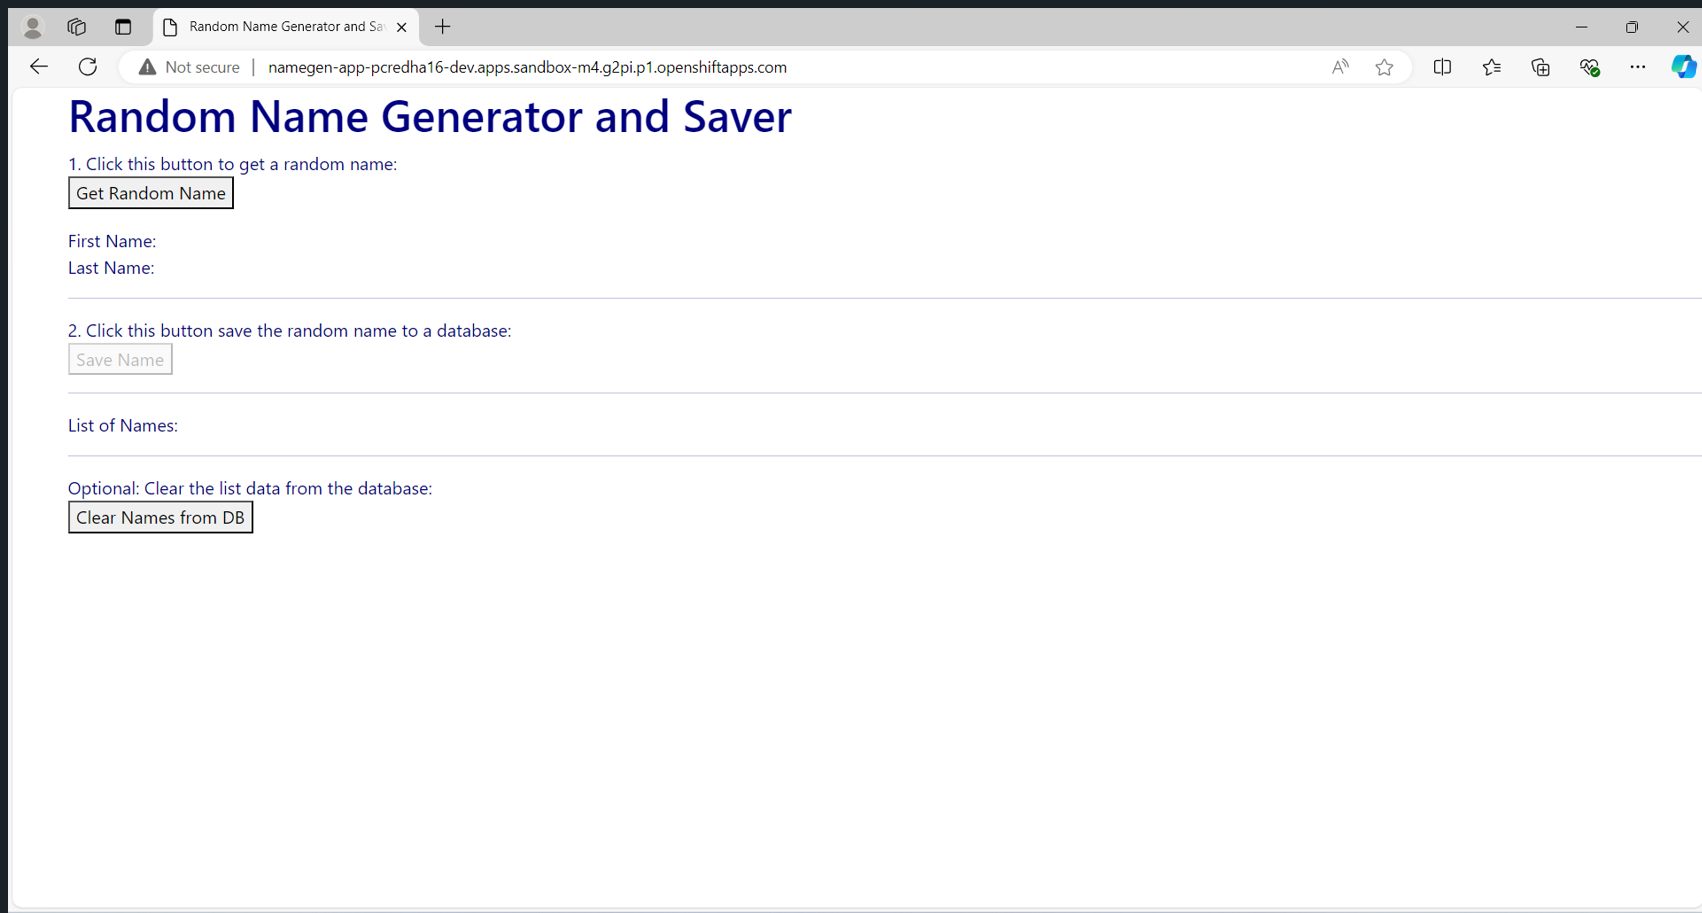 Random Name Generator and Sav
Not secure | namegen-app-pcredha16-dev.apps.sandbox-m4.g2pi.p1.openshiftapps.com
Random Name Generator and Saver
1. Click this button to get a random name:
Get Random Name
First Name:
Last Name:
2. Click this button save the random name to a database:
Save Name
List of Names:
Optional: Clear the list data from the database:
Clear Names from DB